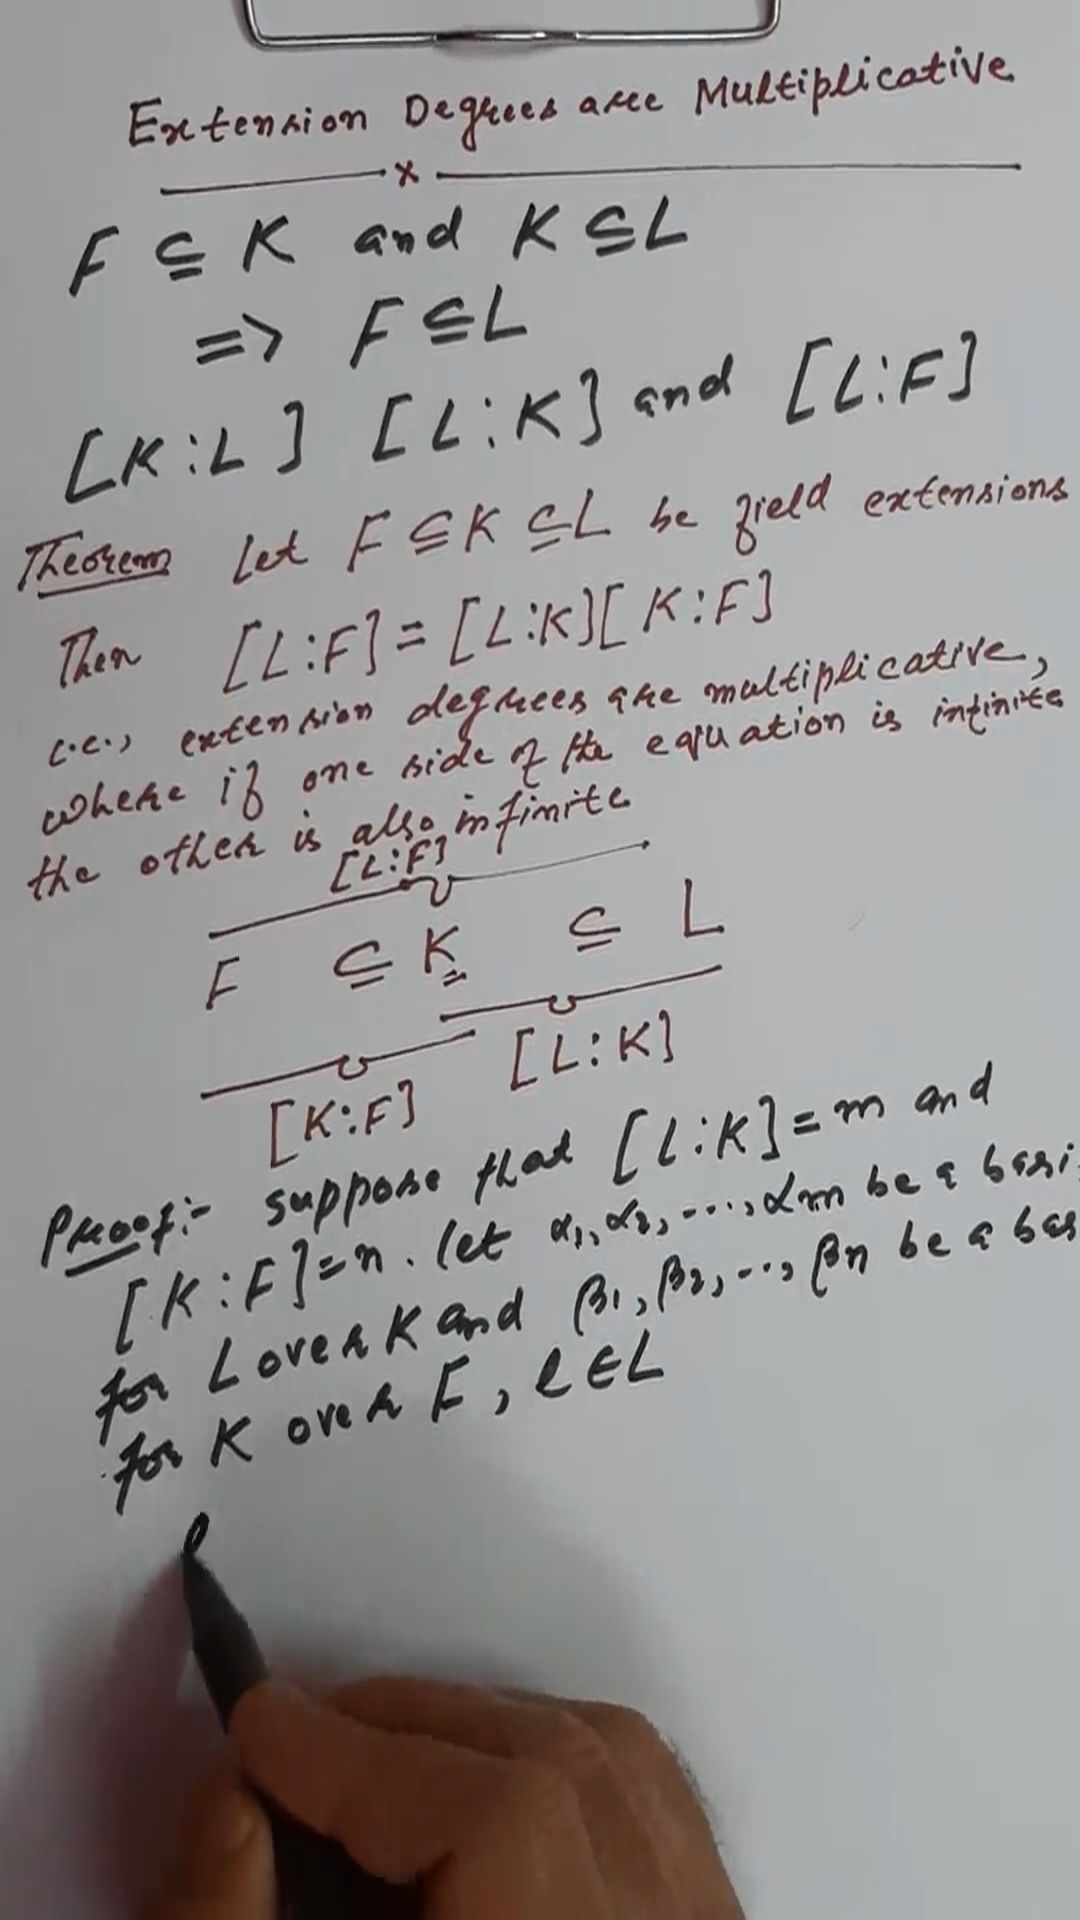 Extension Degrees are Multiplicative
x
F ⊆ K and K ⊆ L
=> F ⊆ L
[K:L] [L:K] and [L:F]
Theorem Let F ⊆ K ⊆ L be field extensions
Then [L:F] = [L:K][K:F]
i.e., extension degrees are multiplicative,
where if one side of the equation is infinite
the other is also infinite
[L:F]
F ⊆ K ⊆ L
[L:K]
[K:F]
Proof:- suppose that [L:K] = m and
[K:F] = n. let α1, α2, ..., αm be a basi
for L over K and β1, β2, ..., βn be a bas
for K over F, l ∈ L